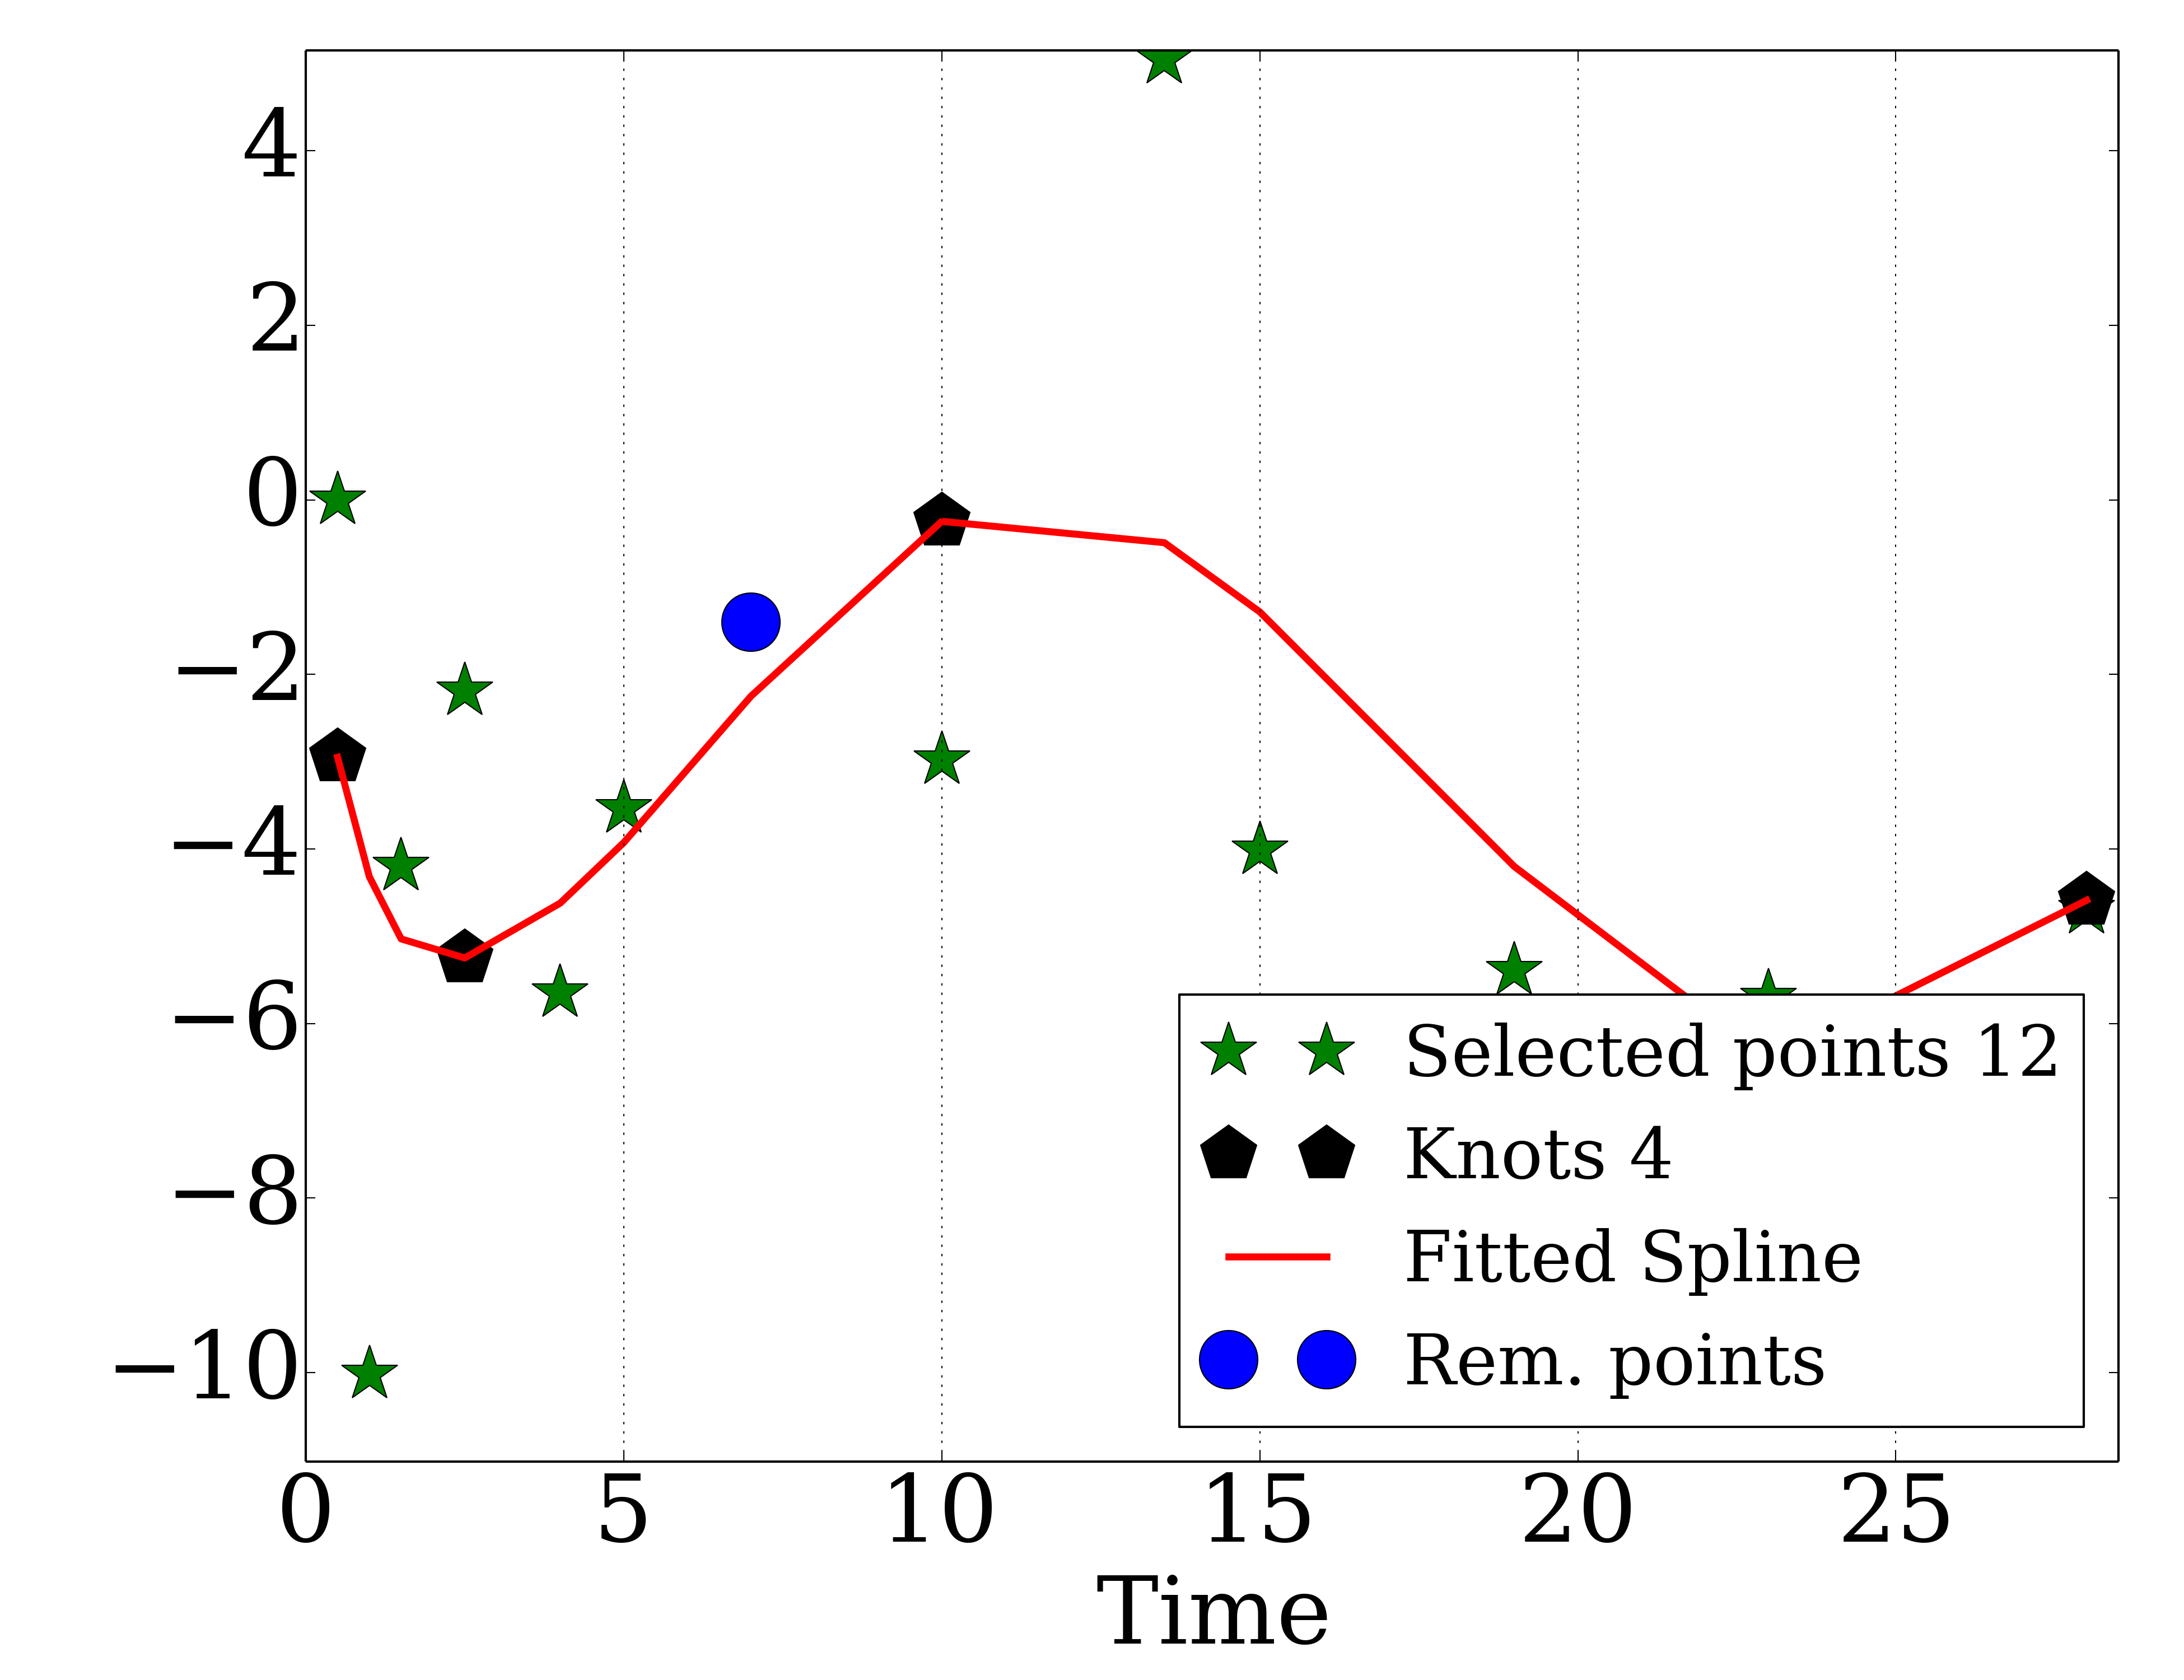 4
2
0
−2
−4
−6
−8
−10
Selected points 12
Knots 4
Fitted Spline
Rem. points
0 5 10 15 20 25
Time